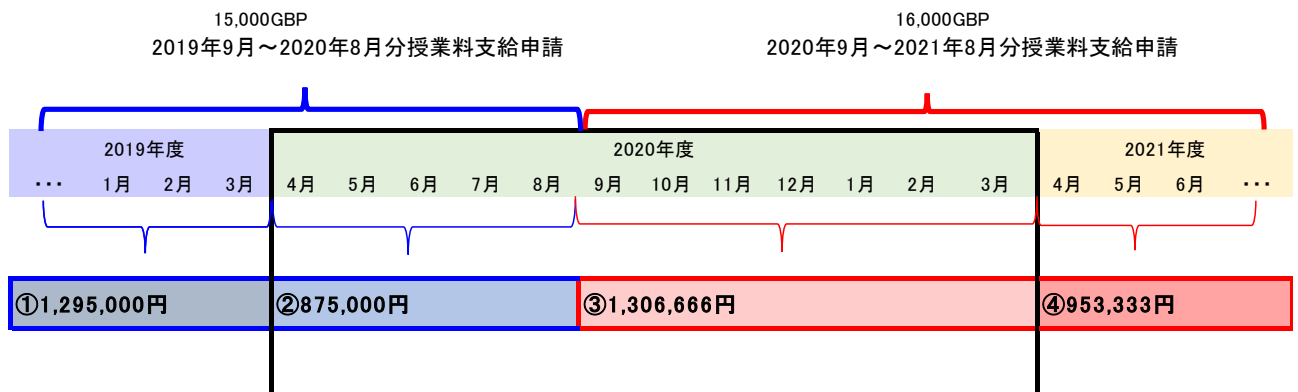 15,000GBP
2019年9月～2020年8月分授業料支給申請
16,000GBP
2020年9月～2021年8月分授業料支給申請
2019年度
2020年度
2021年度
… 1月 2月 3月 4月 5月 6月 7月 8月 9月 10月 11月 12月 1月 2月 3月 4月 5月 6月 …
①1,295,000円
②875,000円
③1,306,666円
④953,333円